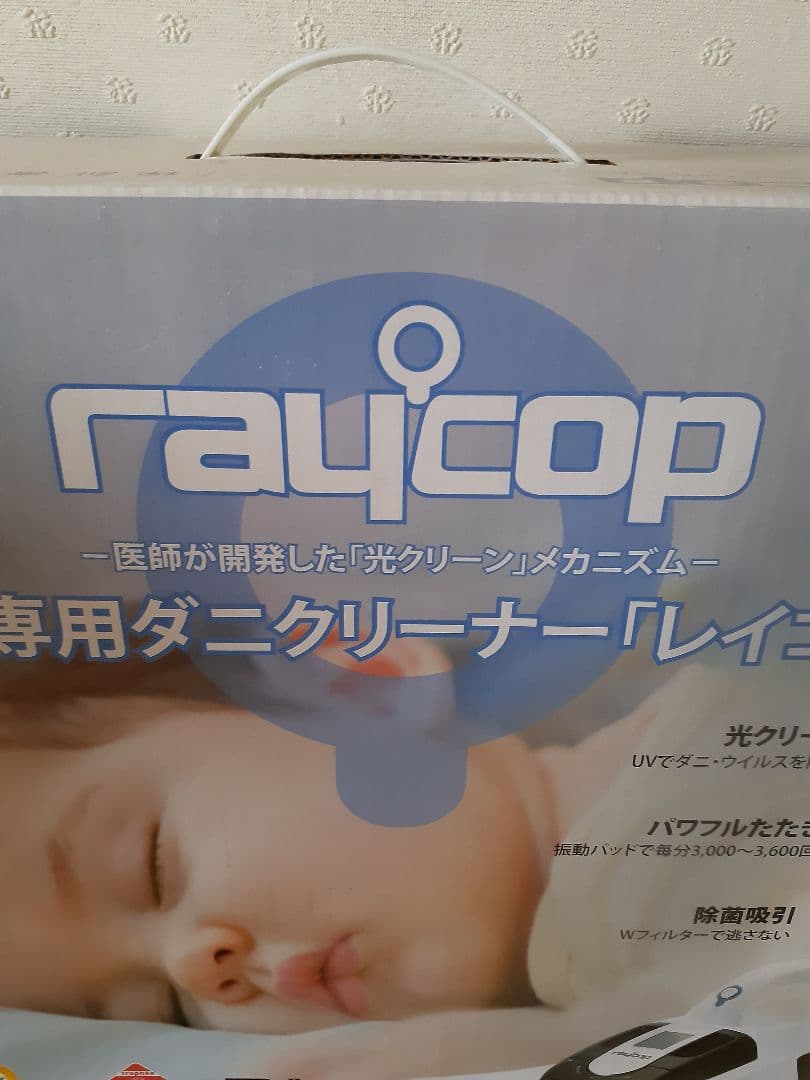 raycop
－医師が開発した「光クリーン」メカニズム－
専用ダニクリーナー「レイコ
光クリー
UVでダニ・ウイルスを
パワフルたたき
振動パッドで毎分3,000～3,600回
除菌吸引
Wフィルターで逃さない
raycop